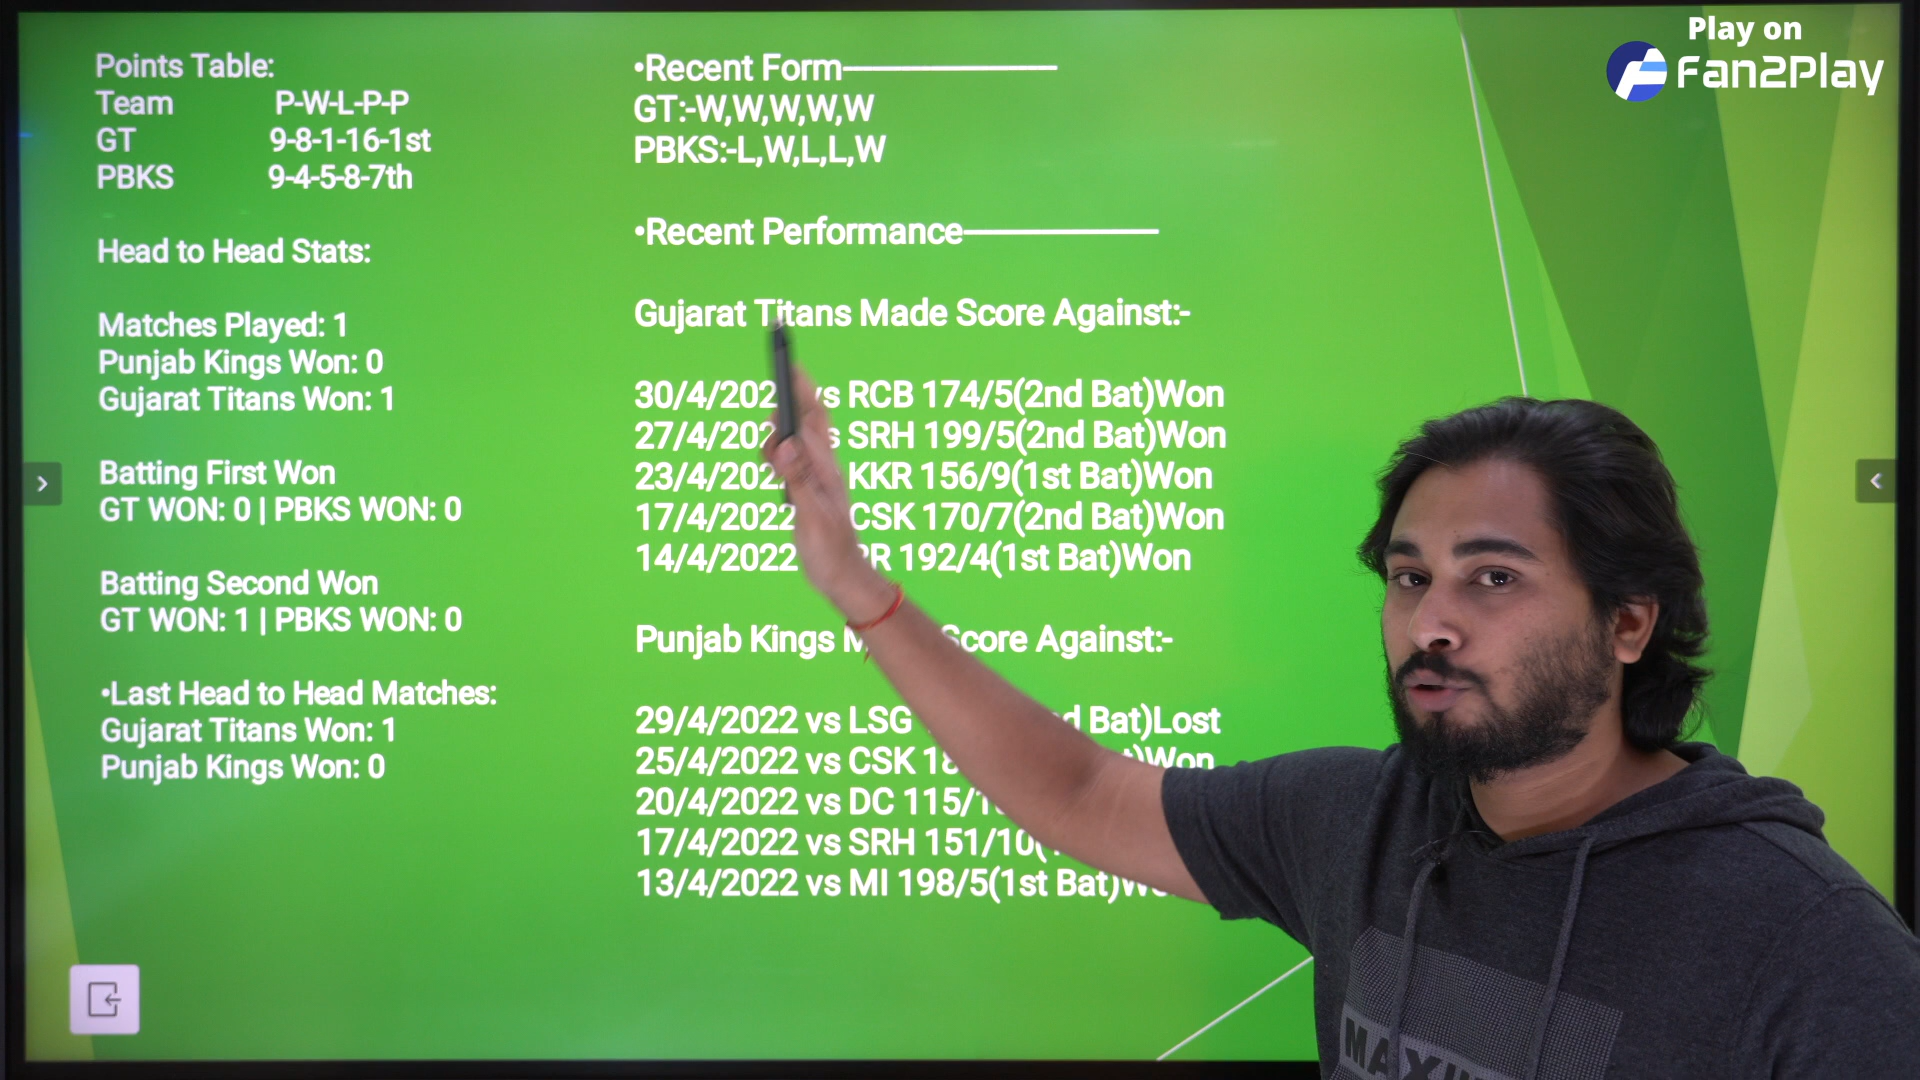 Points Table:
Team P-W-L-P-P
GT 9-8-1-16-1st
PBKS 9-4-5-8-7th
Head to Head Stats:
Matches Played: 1
Punjab Kings Won: 0
Gujarat Titans Won: 1
Batting First Won
GT WON: 0 | PBKS WON: 0
Batting Second Won
GT WON: 1 | PBKS WON: 0
•Last Head to Head Matches:
Gujarat Titans Won: 1
Punjab Kings Won: 0
•Recent Form
GT:-W,W,W,W,W
PBKS:-L,W,L,L,W
•Recent Performance
Gujarat Titans Made Score Against:-
30/4/202 vs RCB 174/5(2nd Bat)Won
27/4/202 SRH 199/5(2nd Bat)Won
23/4/202 KKR 156/9(1st Bat)Won
17/4/2022 CSK 170/7(2nd Bat)Won
14/4/2022 192/4(1st Bat)Won
Punjab Kings Score Against:-
29/4/2022 vs LSG Bat)Lost
25/4/2022 vs CSK Won
20/4/2022 vs DC 115/
17/4/2022 vs SRH 151/10(
13/4/2022 vs MI 198/5(1st Bat)
Play on
Fan2Play